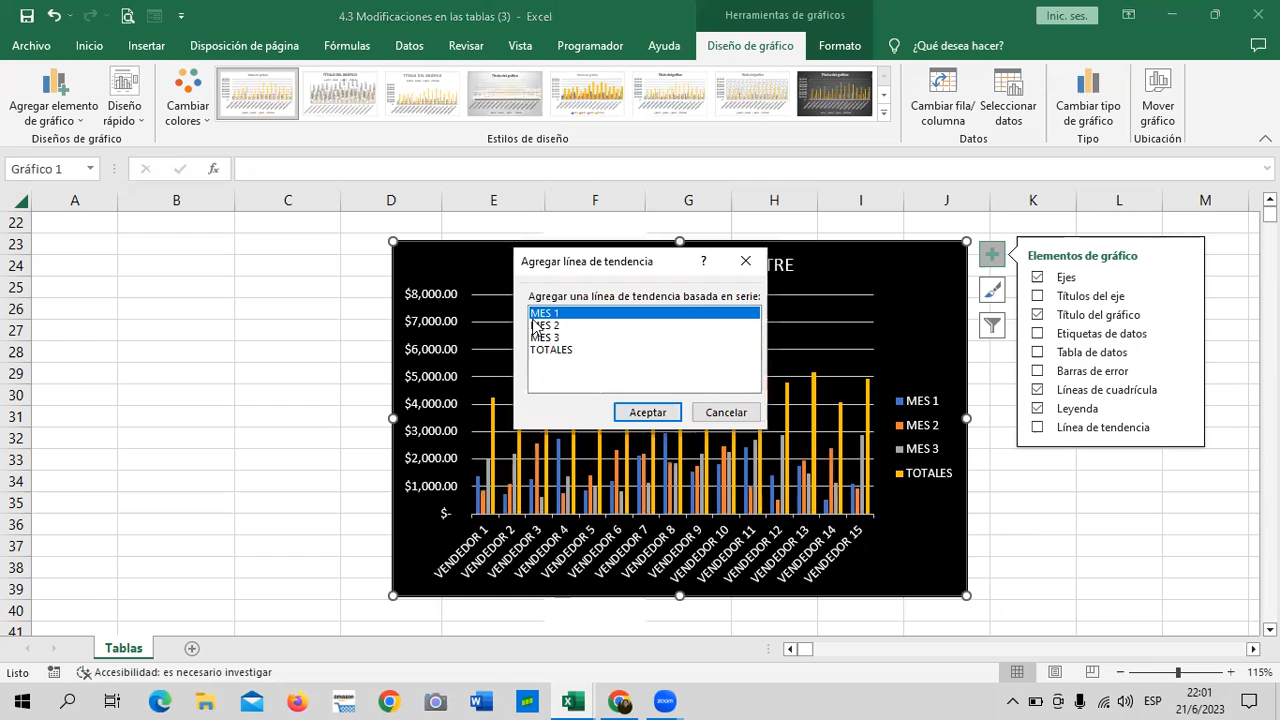 4.3 Modificaciones en las tablas (3) - Excel
Herramientas de gráficos
Inic. ses.
Archivo Inicio Insertar Disposición de página Fórmulas Datos Revisar Vista Programador Ayuda Diseño de gráfico Formato ¿Qué desea hacer?
Agregar elemento
de gráfico
Diseño
rápido
Cambiar
colores
Cambiar fila/
columna
Seleccionar
datos
Cambiar tipo
de gráfico
Mover
gráfico
Diseños de gráfico
Estilos de diseño
Datos
Tipo
Ubicación
Gráfico 1
fx
A B C D E F G H I J K L M
22
23
24
25
26
27
28
29
30
31
32
33
34
35
36
37
38
39
40
41
TRE
$8,000.00
$7,000.00
$6,000.00
$5,000.00
$4,000.00
$3,000.00
$2,000.00
$1,000.00
$-
VENDEDOR 1
VENDEDOR 2
VENDEDOR 3
VENDEDOR 4
VENDEDOR 5
VENDEDOR 6
VENDEDOR 7
VENDEDOR 8
VENDEDOR 9
VENDEDOR 10
VENDEDOR 11
VENDEDOR 12
VENDEDOR 13
VENDEDOR 14
VENDEDOR 15
MES 1
MES 2
MES 3
TOTALES
Agregar línea de tendencia ?
Agregar una línea de tendencia basada en serie:
MES 1
MES 2
MES 3
TOTALES
Aceptar Cancelar
Elementos de gráfico
Ejes
Títulos del eje
Título del gráfico
Etiquetas de datos
Tabla de datos
Barras de error
Líneas de cuadrícula
Leyenda
Línea de tendencia
Tablas
Listo
Accesibilidad: es necesario investigar
115%
amazon
zoom
ESP
22:01
21/6/2023